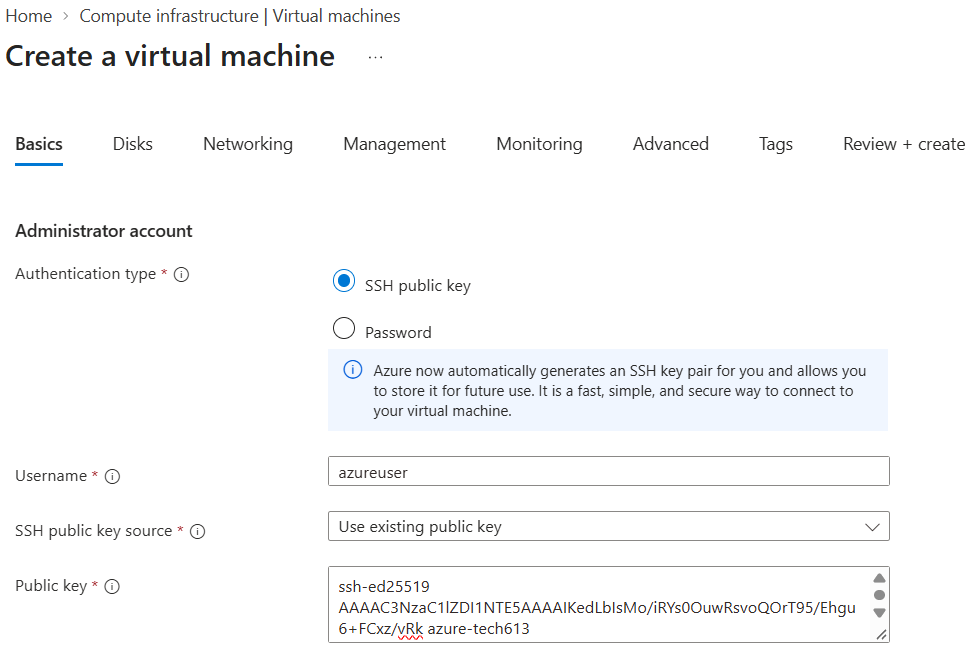 Home > Compute infrastructure | Virtual machines
Create a virtual machine ...
Basics Disks Networking Management Monitoring Advanced Tags Review + create
Administrator account
Authentication type *
SSH public key
Password
Azure now automatically generates an SSH key pair for you and allows you
to store it for future use. It is a fast, simple, and secure way to connect to
your virtual machine.
Username *
azureuser
SSH public key source *
Use existing public key
Public key *
ssh-ed25519
AAAAC3NzaC1lZDI1NTE5AAAAIKedLbIsMo/iRYs0OuwRsvoQOrT95/Ehgu
6+FCxz/vRk azure-tech613